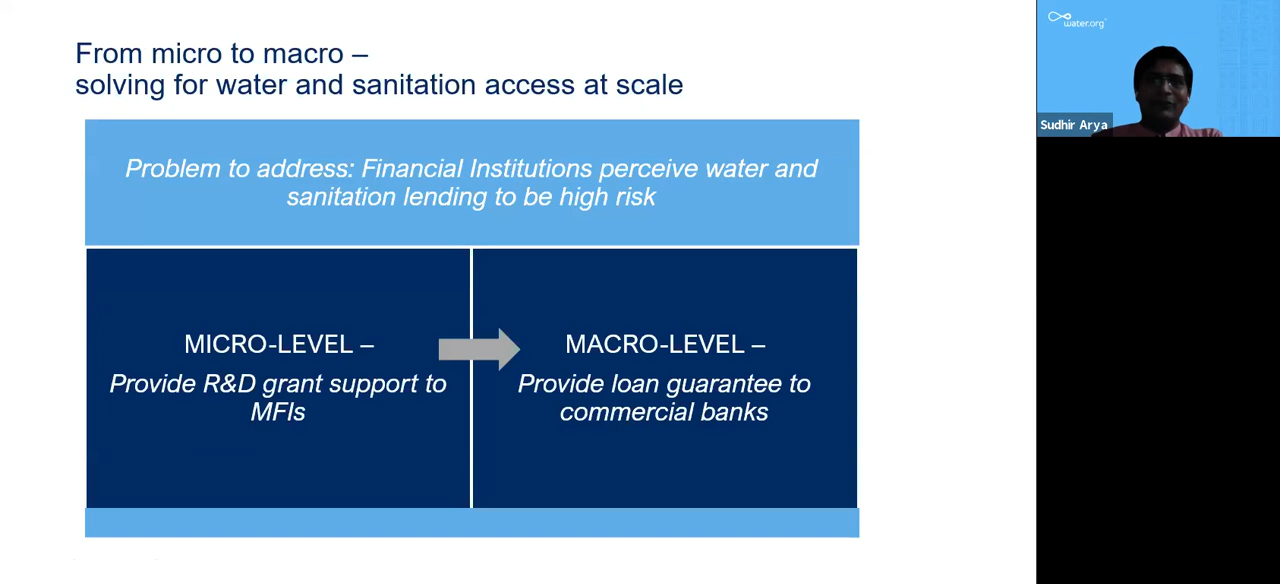 From micro to macro –
solving for water and sanitation access at scale
Problem to address: Financial Institutions perceive water and
sanitation lending to be high risk
MICRO-LEVEL –
Provide R&D grant support to
MFIs
MACRO-LEVEL –
Provide loan guarantee to
commercial banks
water.org
Sudhir Arya